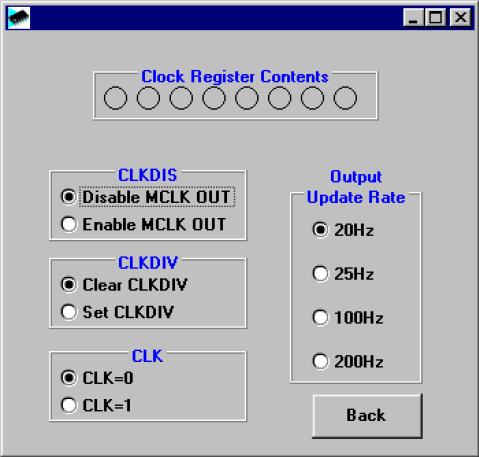 Clock Register Contents
CLKDIS
Disable MCLK OUT
Enable MCLK OUT
CLKDIV
Clear CLKDIV
Set CLKDIV
CLK
CLK=0
CLK=1
Output
Update Rate
20Hz
25Hz
100Hz
200Hz
Back